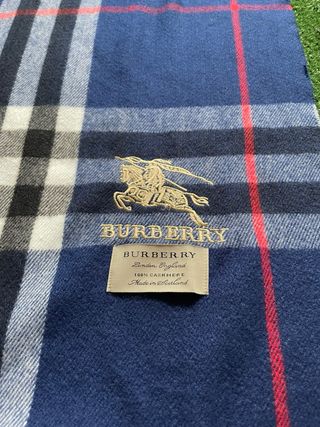 BURBERRY
BURBERRY
London, England
100% CASHMERE
Made in Scotland